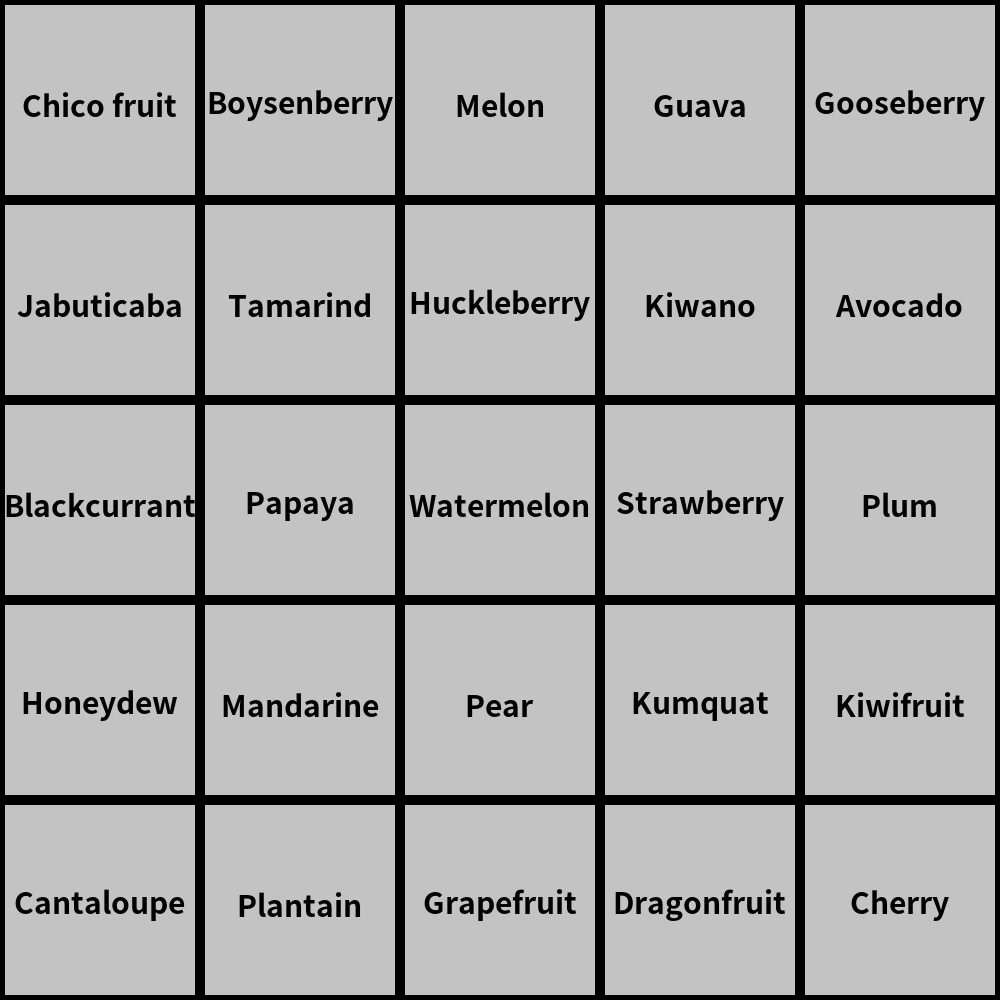 Chico fruit
Boysenberry
Melon
Guava
Gooseberry
Jabuticaba
Tamarind
Huckleberry
Kiwano
Avocado
Blackcurrant
Papaya
Watermelon
Strawberry
Plum
Honeydew
Mandarine
Pear
Kumquat
Kiwifruit
Cantaloupe
Plantain
Grapefruit
Dragonfruit
Cherry